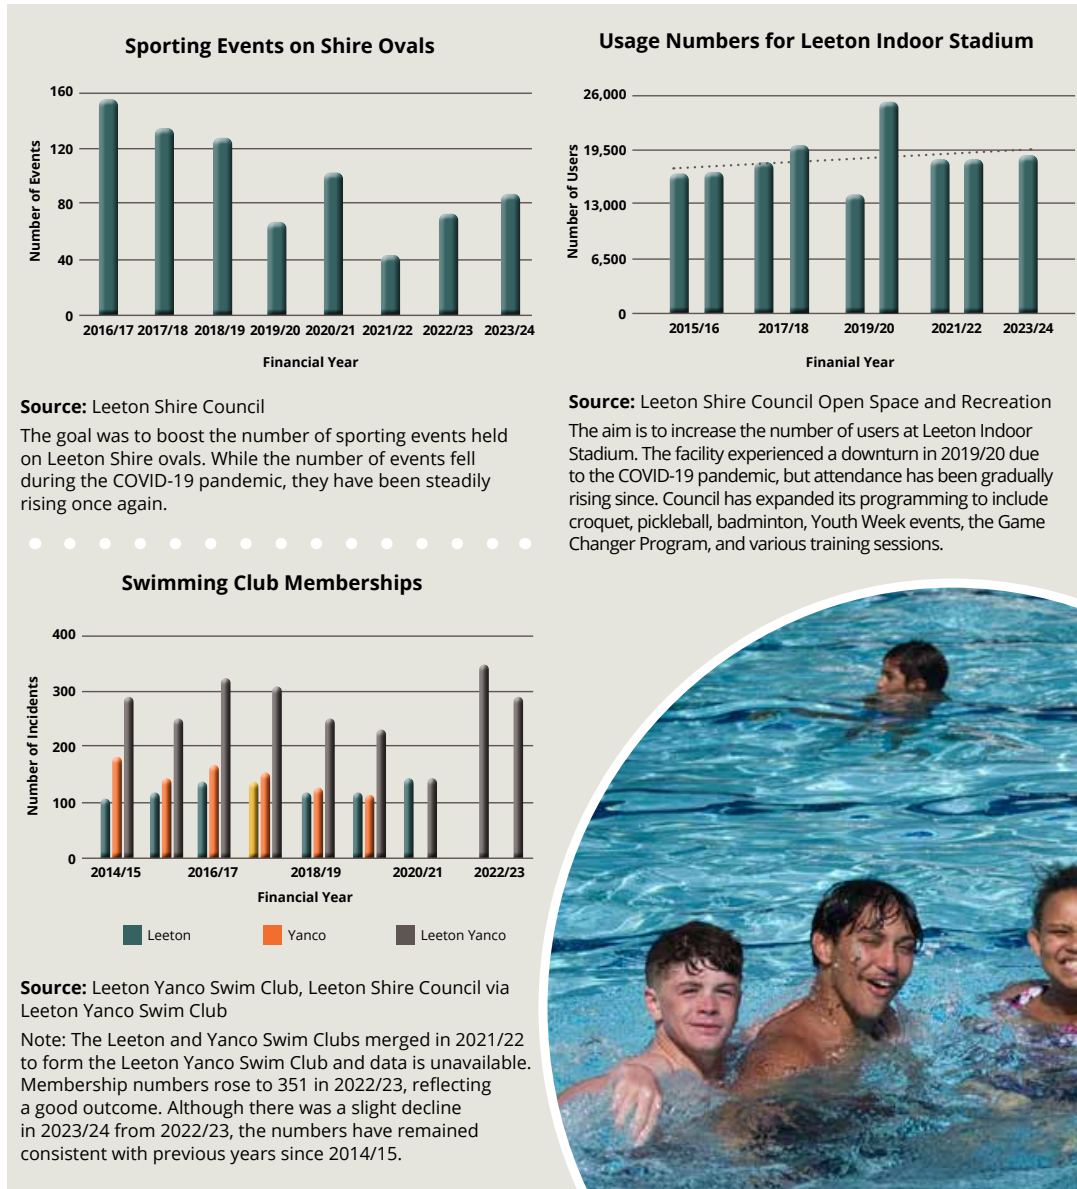 Sporting Events on Shire Ovals
160
120
80
40
0
Number of Events
2016/17 2017/18 2018/19 2019/20 2020/21 2021/22 2022/23 2023/24
Financial Year
Source: Leeton Shire Council
The goal was to boost the number of sporting events held
on Leeton Shire ovals. While the number of events fell
during the COVID-19 pandemic, they have been steadily
rising once again.
Usage Numbers for Leeton Indoor Stadium
26,000
19,500
13,000
6,500
0
Number of Users
2015/16 2017/18 2019/20 2021/22 2023/24
Finanial Year
Source: Leeton Shire Council Open Space and Recreation
The aim is to increase the number of users at Leeton Indoor
Stadium. The facility experienced a downturn in 2019/20 due
to the COVID-19 pandemic, but attendance has been gradually
rising since. Council has expanded its programming to include
croquet, pickleball, badminton, Youth Week events, the Game
Changer Program, and various training sessions.
Swimming Club Memberships
400
300
200
100
0
Number of Incidents
2014/15 2016/17 2018/19 2020/21 2022/23
Financial Year
Leeton Yanco Leeton Yanco
Source: Leeton Yanco Swim Club, Leeton Shire Council via
Leeton Yanco Swim Club
Note: The Leeton and Yanco Swim Clubs merged in 2021/22
to form the Leeton Yanco Swim Club and data is unavailable.
Membership numbers rose to 351 in 2022/23, reflecting
a good outcome. Although there was a slight decline
in 2023/24 from 2022/23, the numbers have remained
consistent with previous years since 2014/15.